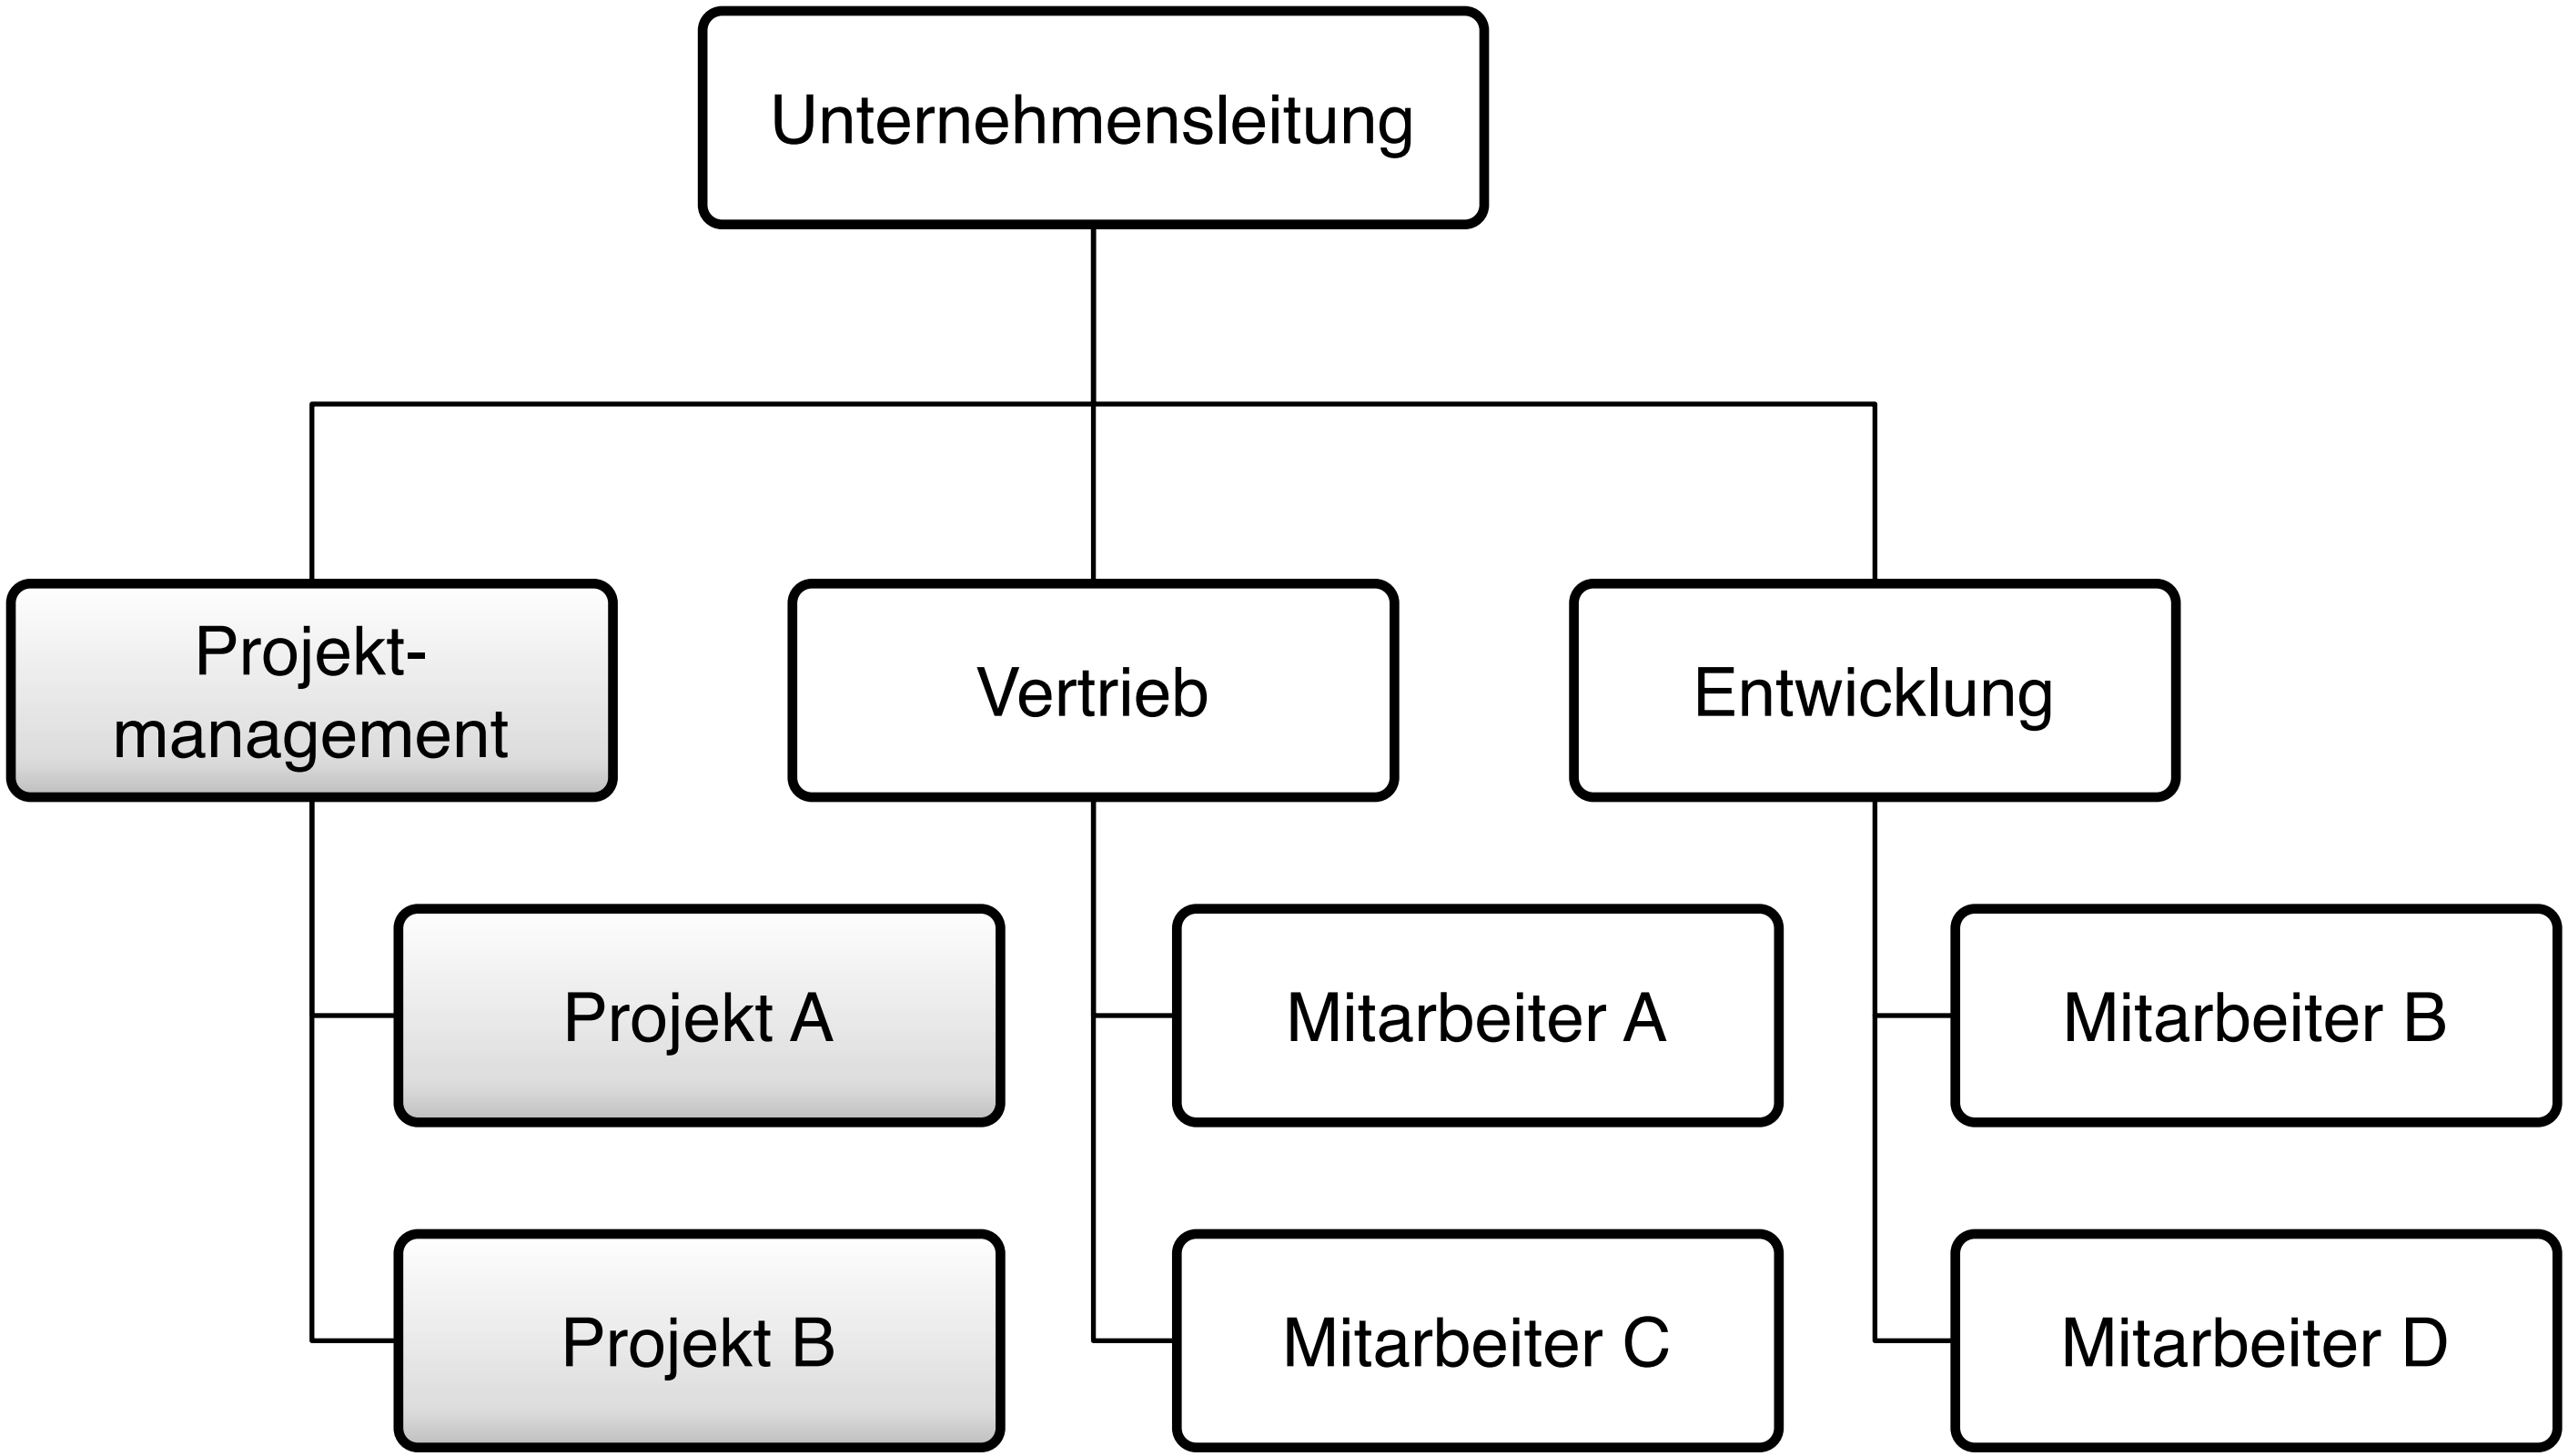 Unternehmensleitung
Projekt-
management
Vertrieb
Entwicklung
Projekt A
Mitarbeiter A
Mitarbeiter B
Projekt B
Mitarbeiter C
Mitarbeiter D